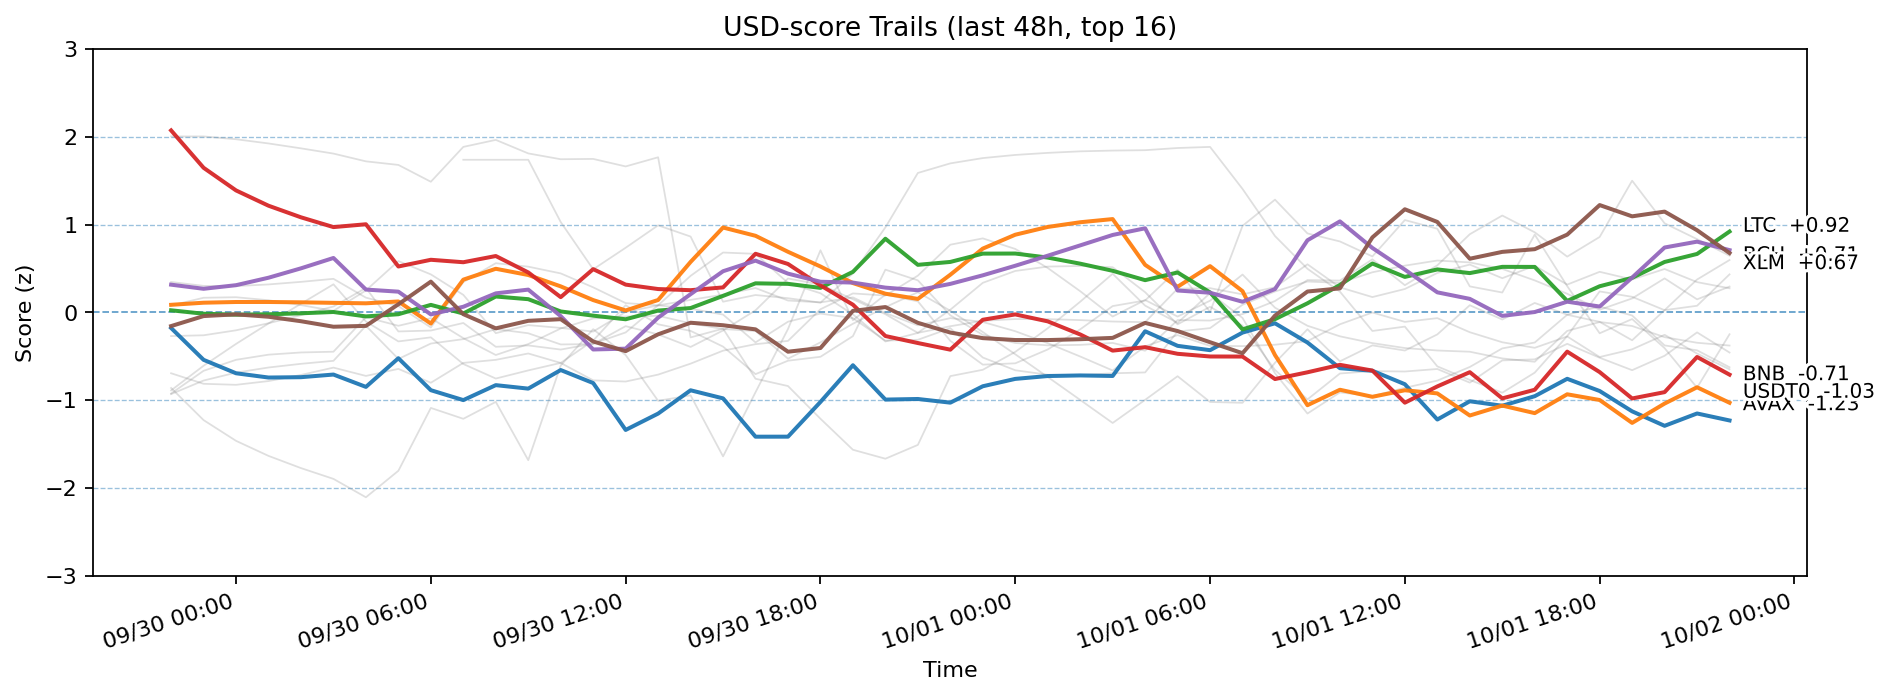 USD-score Trails (last 48h, top 16)
Score (z)
3
2
1
0
−1
−2
−3
LTC +0.92
BCH +0.71
XLM +0.67
BNB -0.71
USDT0 -1.03
AVAX -1.23
09/30 00:00
09/30 06:00
09/30 12:00
09/30 18:00
10/01 00:00
10/01 06:00
10/01 12:00
10/01 18:00
10/02 00:00
Time